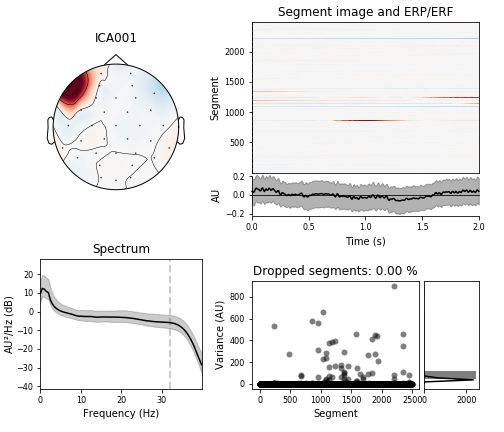 ICA001
Segment image and ERP/ERF
Segment
2000
1500
1000
500
AU
0.2
0.0
−0.2
0.0 0.5 1.0 1.5 2.0
Time (s)
Spectrum
AU²/Hz (dB)
20
10
0
−10
−20
−30
−40
0 10 20 30
Frequency (Hz)
Dropped segments: 0.00 %
Variance (AU)
800
600
400
200
0
0 500 1000 1500 2000 2500
Segment
0 2000